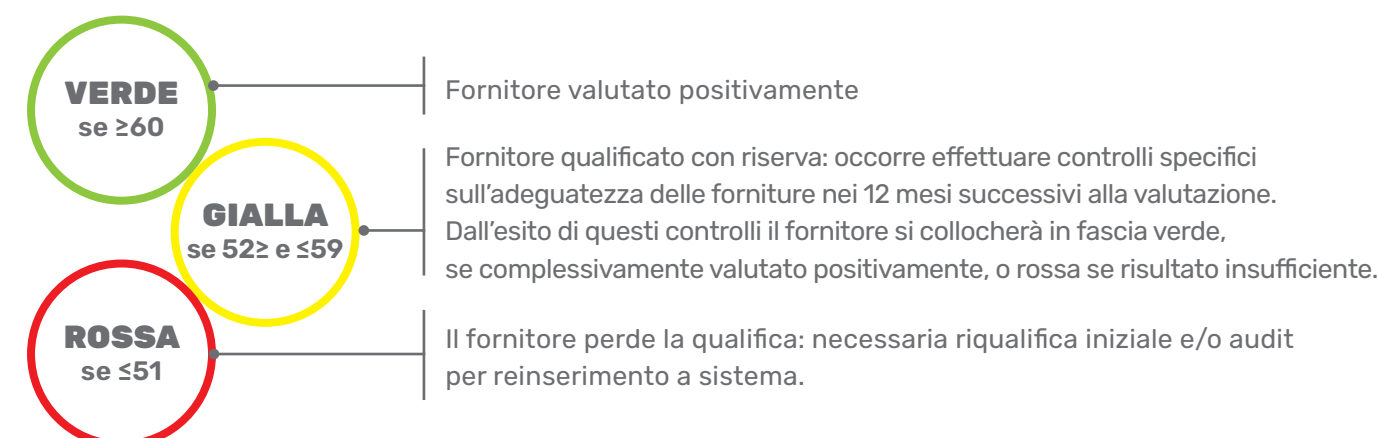 VERDE
se ≥60
Fornitore valutato positivamente
GIALLA
se 52≥ e ≤59
Fornitore qualificato con riserva: occorre effettuare controlli specifici
sull’adeguatezza delle forniture nei 12 mesi successivi alla valutazione.
Dall’esito di questi controlli il fornitore si collocherà in fascia verde,
se complessivamente valutato positivamente, o rossa se risultato insufficiente.
ROSSA
se ≤51
Il fornitore perde la qualifica: necessaria riqualifica iniziale e/o audit
per reinserimento a sistema.